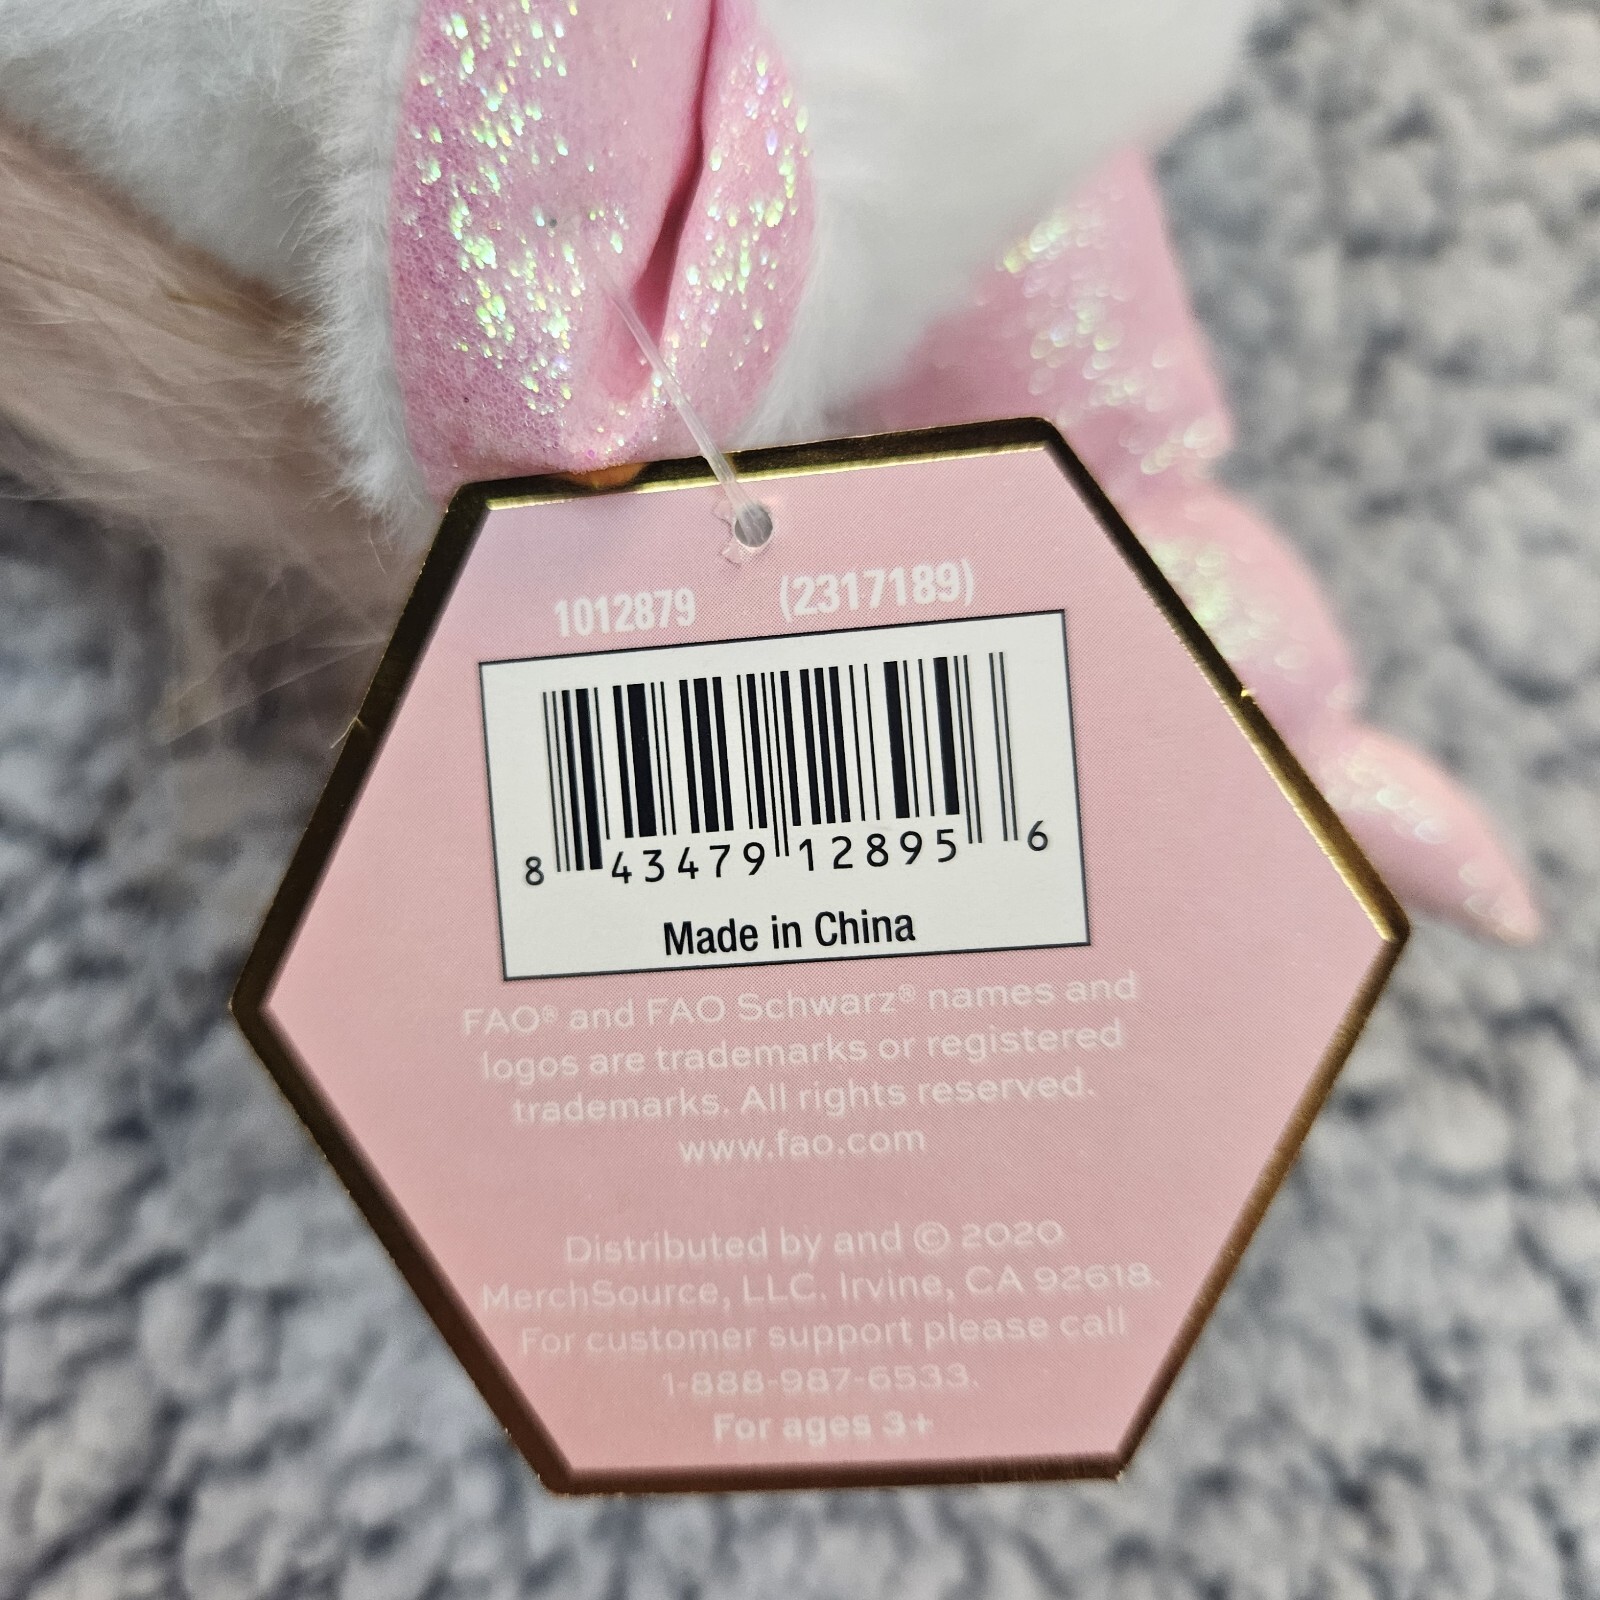 1012879 (2317189)
8 43479 12895 6
Made in China
FAO® and FAO Schwarz® names and
logos are trademarks or registered
trademarks. All rights reserved.
www.fao.com
Distributed by and © 2020
MerchSource, LLC. Irvine, CA 92618.
For customer support please call
1-888-987-6533.
For ages 3+